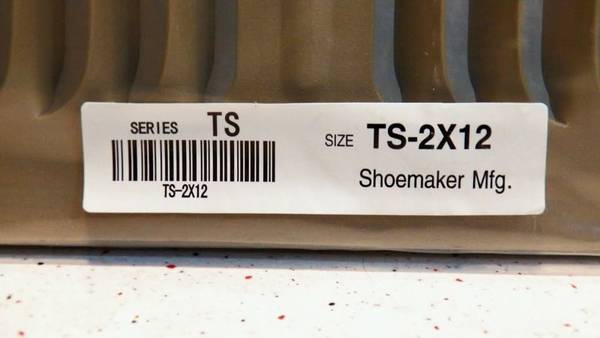 SERIES TS
TS-2X12
SIZE TS-2X12
Shoemaker Mfg.